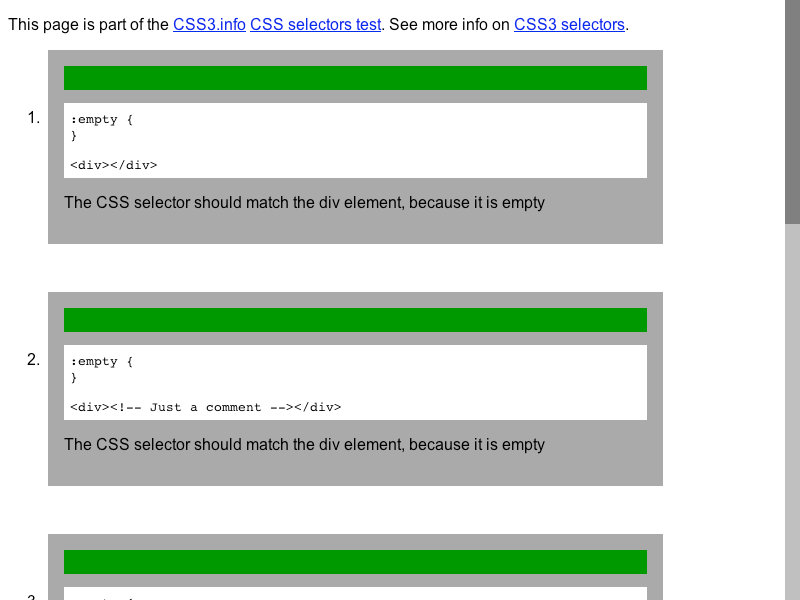 This page is part of the CSS3.info CSS selectors test. See more info on CSS3 selectors.
1.
:empty {
}
<div></div>
The CSS selector should match the div element, because it is empty
2.
:empty {
}
<div><!-- Just a comment --></div>
The CSS selector should match the div element, because it is empty